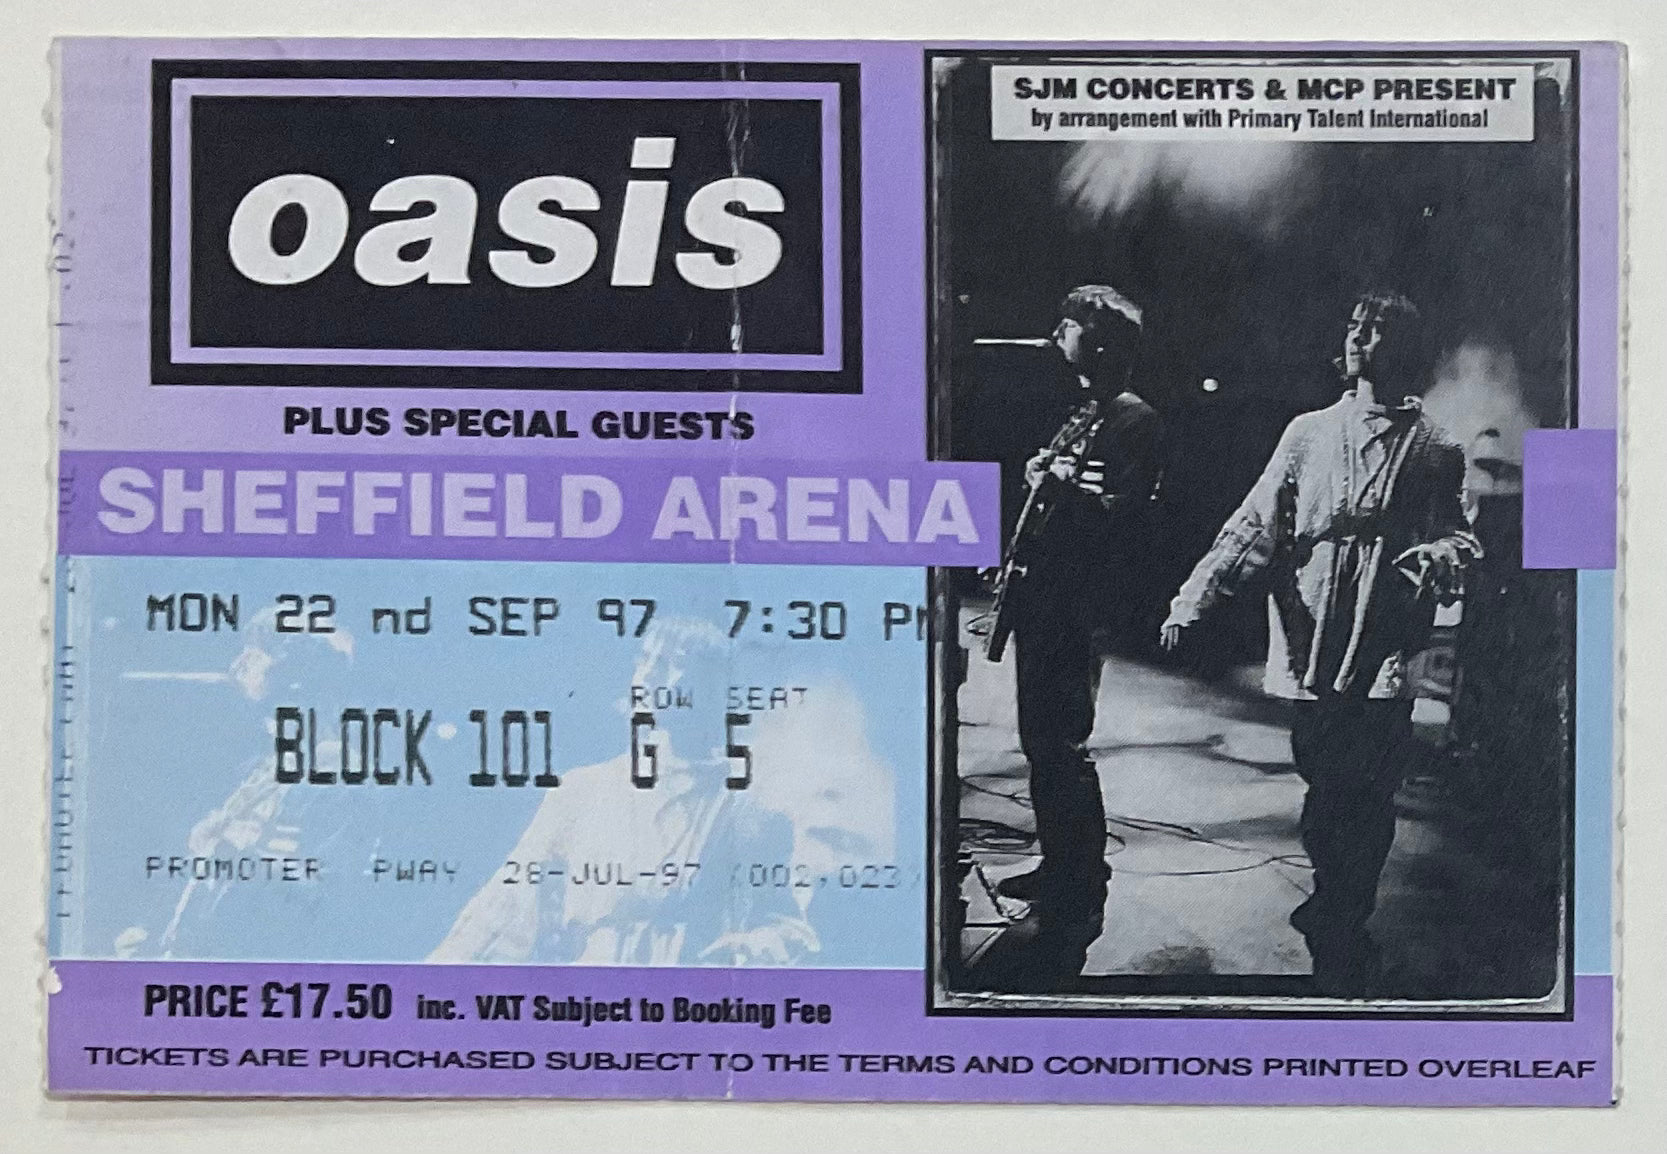 oasis
PLUS SPECIAL GUESTS
SHEFFIELD ARENA
MON 22 nd SEP 97 7:30 PM
ROW SEAT
BLOCK 101 G 5
PROMOTER PWAY 28-JUL-97 (002,023)
PRICE £17.50 inc. VAT Subject to Booking Fee
TICKETS ARE PURCHASED SUBJECT TO THE TERMS AND CONDITIONS PRINTED OVERLEAF
SJM CONCERTS & MCP PRESENT
by arrangement with Primary Talent International